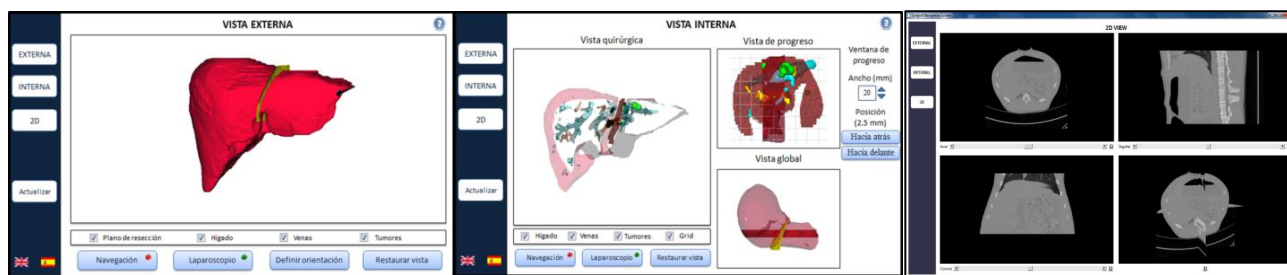 VISTA EXTERNA
?
EXTERNA
INTERNA
2D
Actualizar
Plano de resección
Hígado
Venas
Tumores
Navegación
Laparoscopio
Definir orientación
Restaurar vista
VISTA INTERNA
?
EXTERNA
INTERNA
2D
Actualizar
Vista quirúrgica
Vista de progreso
Ventana de
progreso
Ancho (mm)
20
Posición
(2.5 mm)
Hacia atrás
Hacia delante
Vista global
Hígado
Venas
Tumores
Grid
Navegación
Laparoscopio
Restaurar vista
2D VIEW
EXTERNAL
INTERNAL
2D
Axial
Sagittal
Coronal